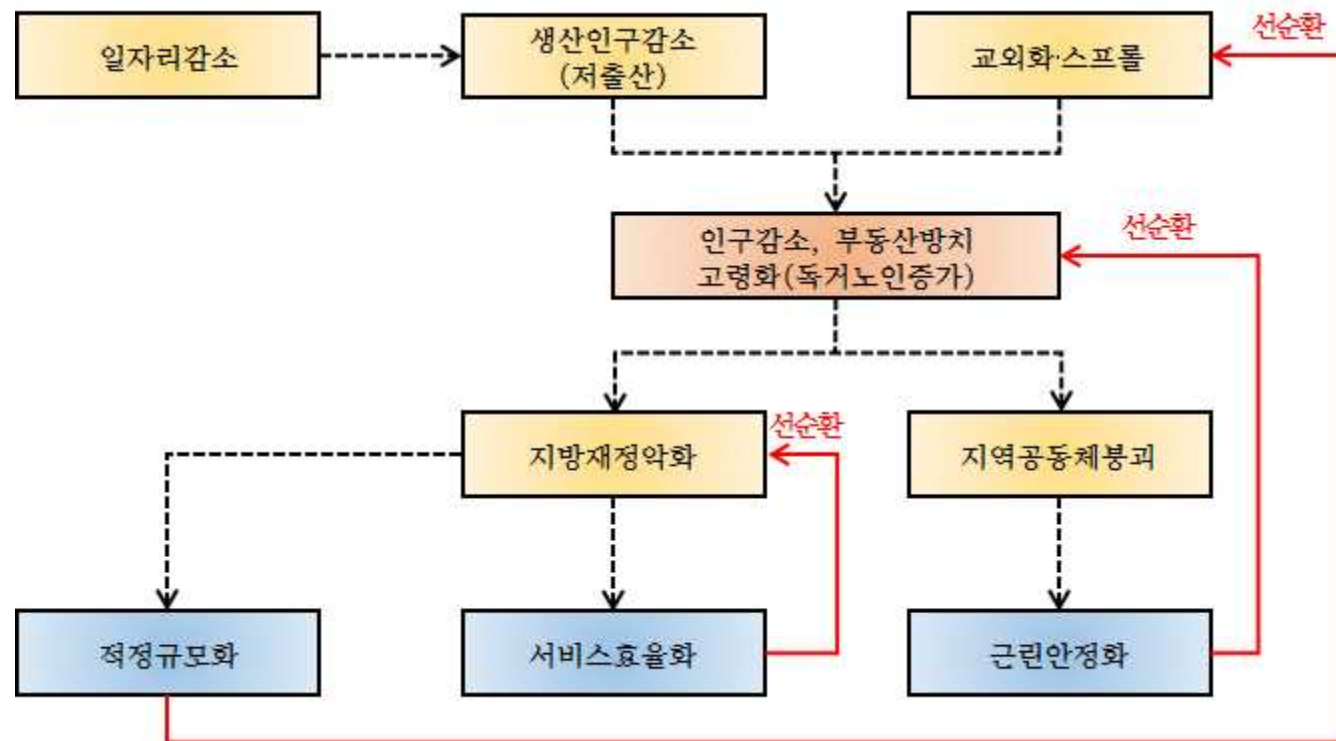 선순환
일자리감소
생산인구감소
(저출산)
교외화·스프롤
인구감소, 부동산방치
고령화(독거노인증가)
선순환
지방재정악화
선순환
지역공동체붕괴
적정규모화
서비스효율화
근린안정화